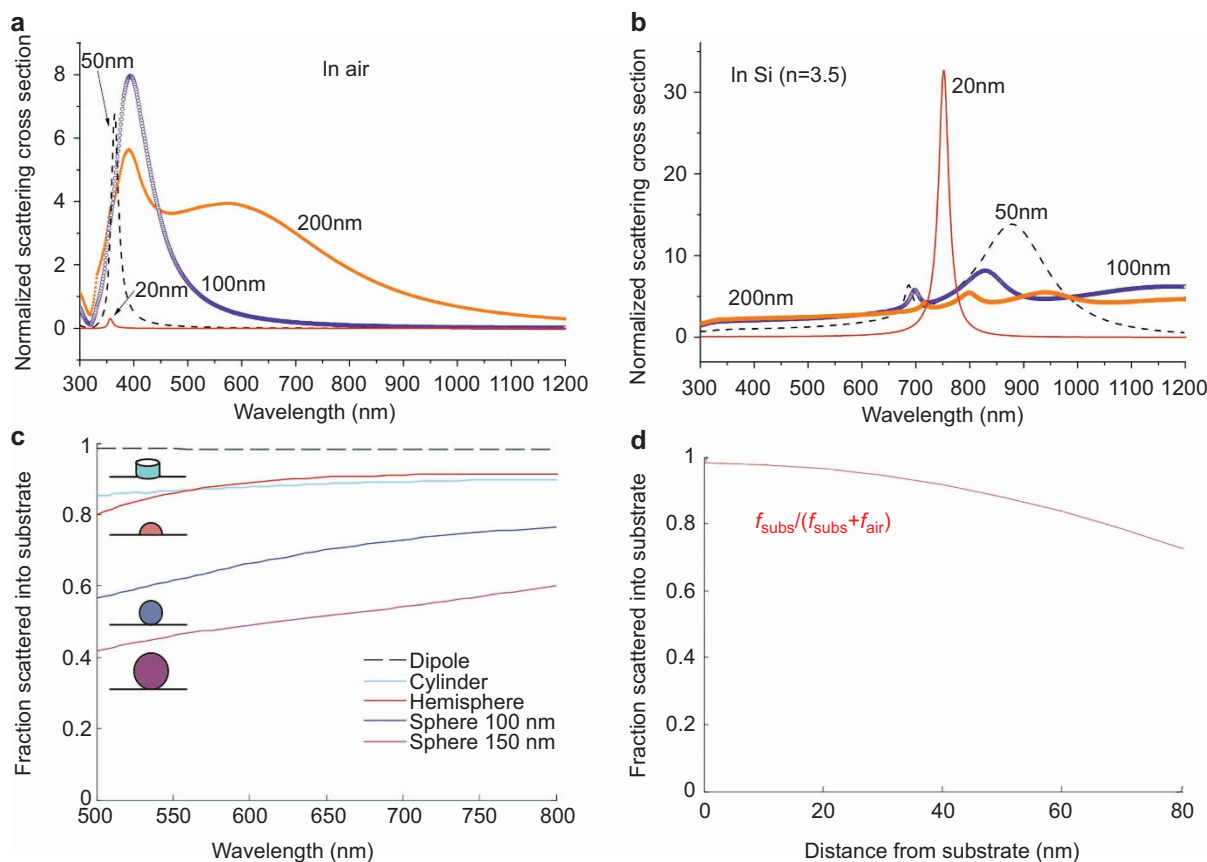 a
Normalized scattering cross section
8
6
4
2
0
50nm
In air
200nm
100nm
20nm
300 400 500 600 700 800 900 1000 1100 1200
Wavelength (nm)
b
Normalized scattering cross section
30
20
10
0
In Si (n=3.5)
20nm
50nm
100nm
200nm
300 400 500 600 700 800 900 1000 1100 1200
Wavelength (nm)
c
Fraction scattered into substrate
1
0.8
0.6
0.4
0.2
0
Dipole
Cylinder
Hemisphere
Sphere 100 nm
Sphere 150 nm
500 550 600 650 700 750 800
Wavelength (nm)
d
Fraction scattered into substrate
1
0.8
0.6
0.4
0.2
0
fsubs/(fsubs+fair)
0 20 40 60 80
Distance from substrate (nm)